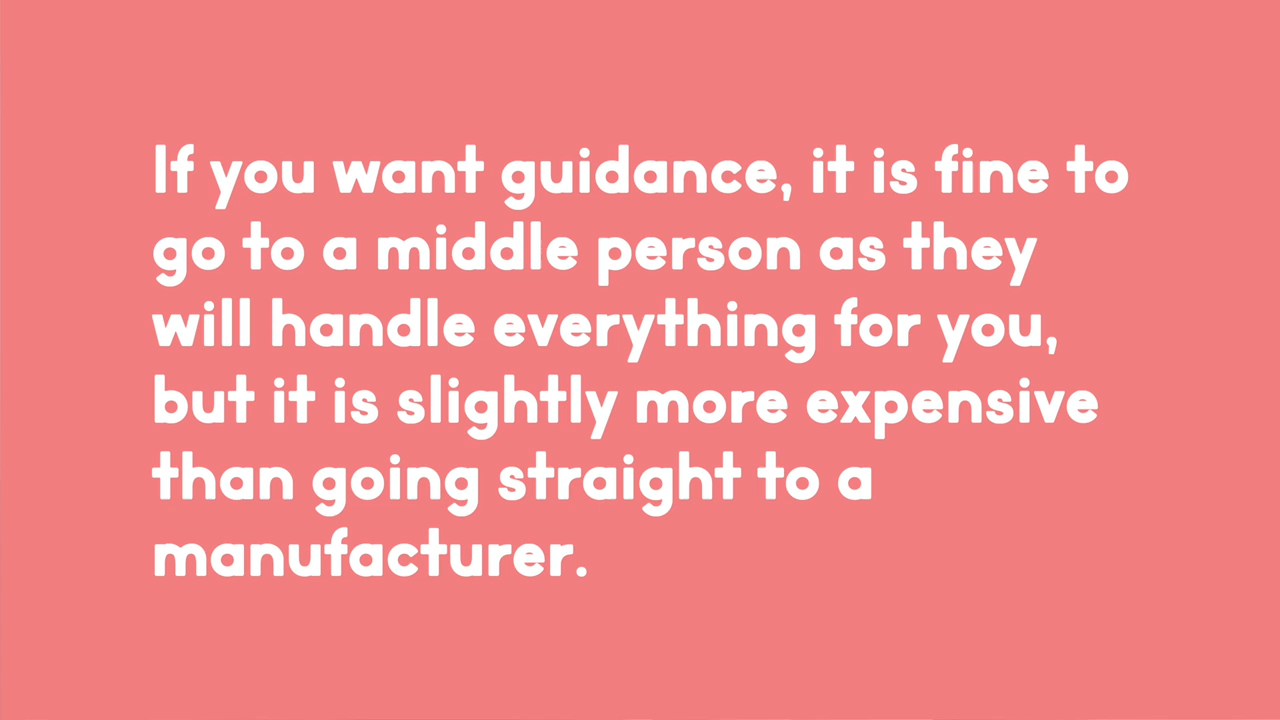 If you want guidance, it is fine to
go to a middle person as they
will handle everything for you,
but it is slightly more expensive
than going straight to a
manufacturer.